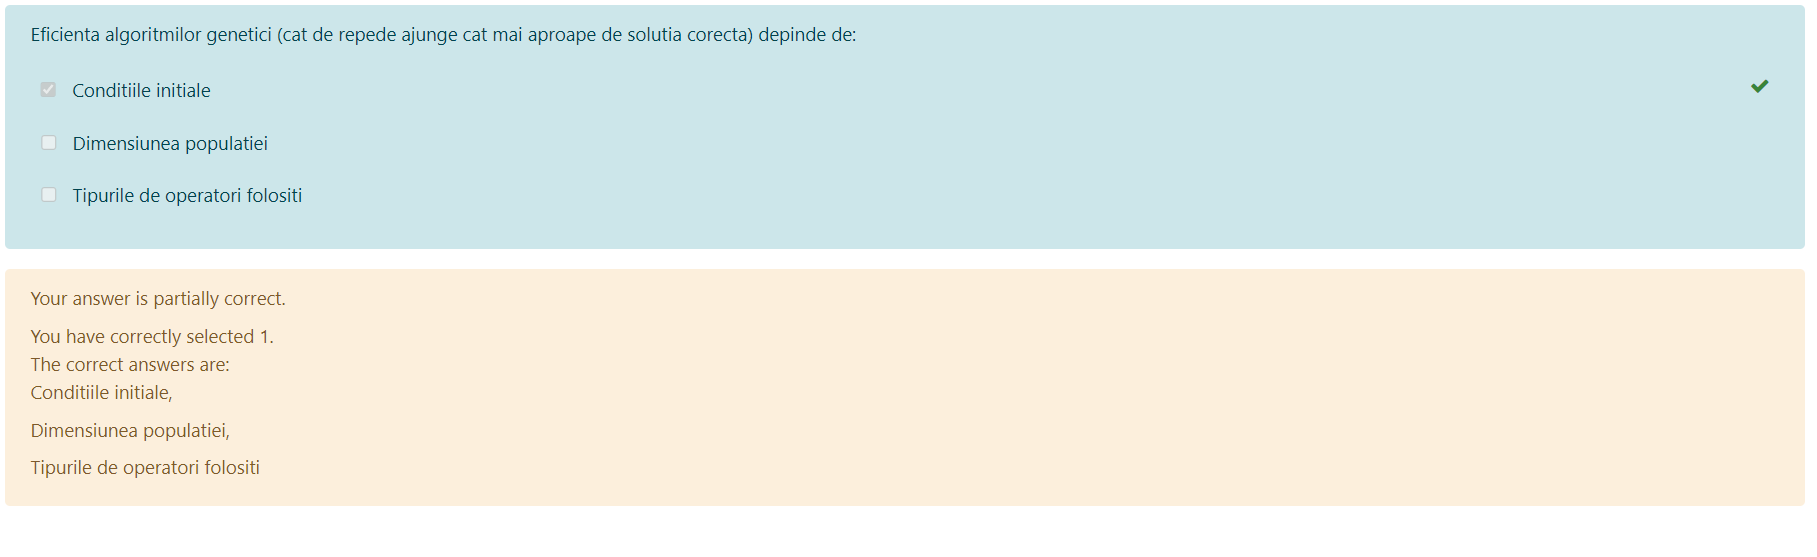 Eficienta algoritmilor genetici (cat de repede ajunge cat mai aproape de solutia corecta) depinde de:
Conditiile initiale
Dimensiunea populatiei
Tipurile de operatori folositi
Your answer is partially correct.
You have correctly selected 1.
The correct answers are:
Conditiile initiale,
Dimensiunea populatiei,
Tipurile de operatori folositi